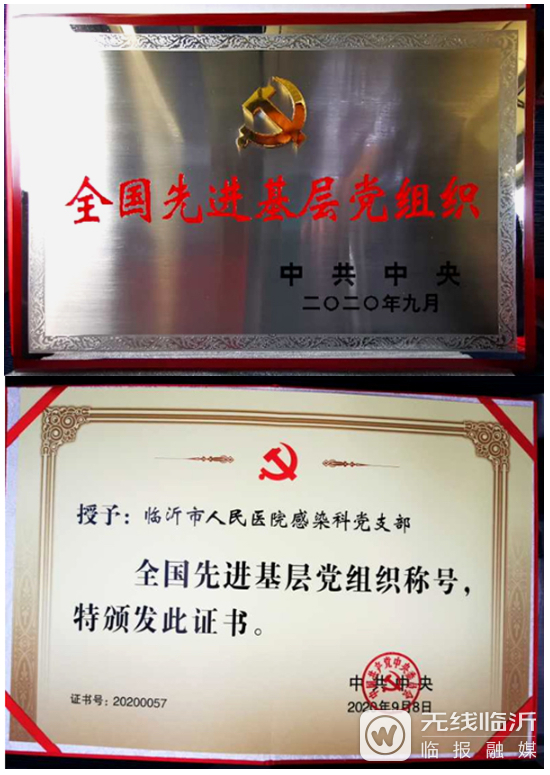 全国先进基层党组织
中共中央
二〇二〇年九月
授予：临沂市人民医院感染科党支部
全国先进基层党组织称号，
特颁发此证书。
中共中央
证书号：20200057
2020年9月8日
无线临沂
临报融媒